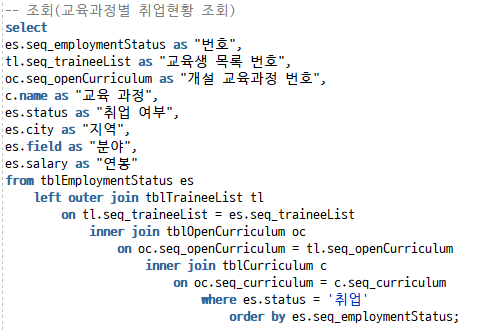 -- 조회(교육과정별 취업현황 조회)
select
es.seq_employmentStatus as "번호",
tl.seq_traineeList as "교육생 목록 번호",
oc.seq_openCurriculum as "개설 교육과정 번호",
c.name as "교육 과정",
es.status as "취업 여부",
es.city as "지역",
es.field as "분야",
es.salary as "연봉"
from tblEmploymentStatus es
    left outer join tblTraineeList tl
        on tl.seq_traineeList = es.seq_traineeList
            inner join tblOpenCurriculum oc
                on oc.seq_openCurriculum = tl.seq_openCurriculum
                    inner join tblCurriculum c
                        on oc.seq_curriculum = c.seq_curriculum
                            where es.status = '취업'
                                order by es.seq_employmentStatus;